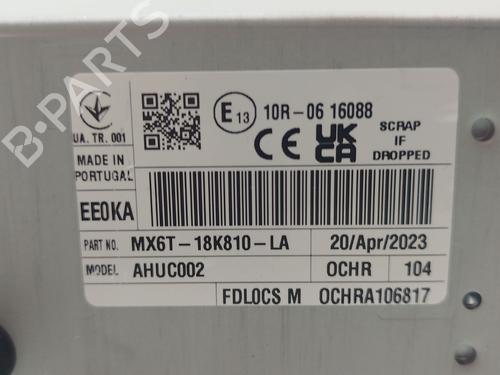 B-PARTS
UA. TR. 001
E13 10R-06 16088
CE UK CA
SCRAP
IF
DROPPED
MADE IN
PORTUGAL
EE0KA
PART NO. MX6T-18K810-LA 20/Apr/2023
MODEL AHUC002 OCHR 104
FDLOCS M OCHRA106817